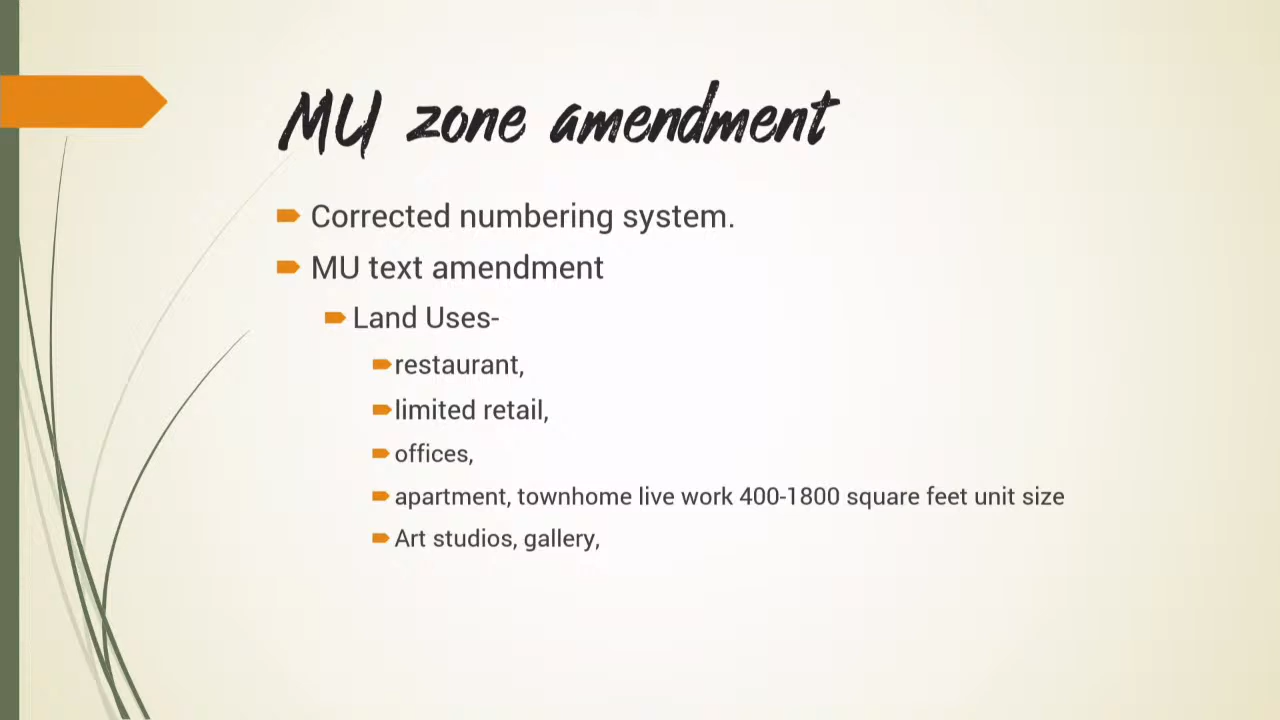 MU zone amendment
Corrected numbering system.
MU text amendment
Land Uses-
restaurant,
limited retail,
offices,
apartment, townhome live work 400-1800 square feet unit size
Art studios, gallery,